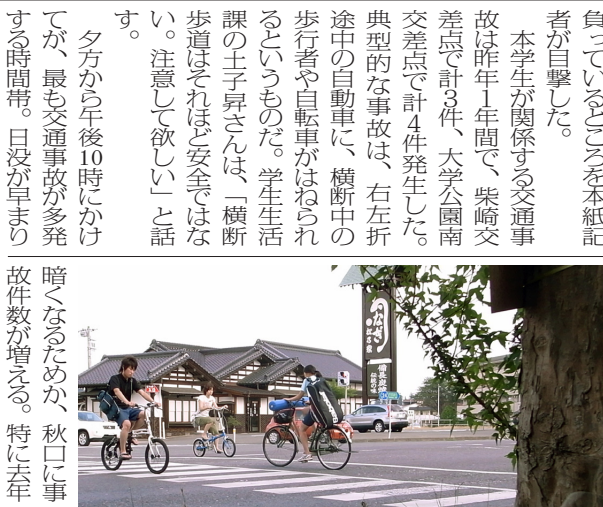 負っているところを本紙記
者が目撃した。
本学生が関係する交通事
故は昨年1年間で、柴崎交
差点で計3件、大学公園南
交差点で計4件発生した。
典型的な事故は、右左折
途中の自動車に、横断中の
歩行者や自転車がはねられ
るというものだ。学生生活
課の土子昇さんは、「横断
歩道はそれほど安全ではな
い。注意して欲しい」と話
す。
夕方から午後10時にかけ
てが、最も交通事故が多発
する時間帯。日没が早まり
暗くなるためか、秋口に事
故件数が増える。特に去年
備長炭焼
伝統の味